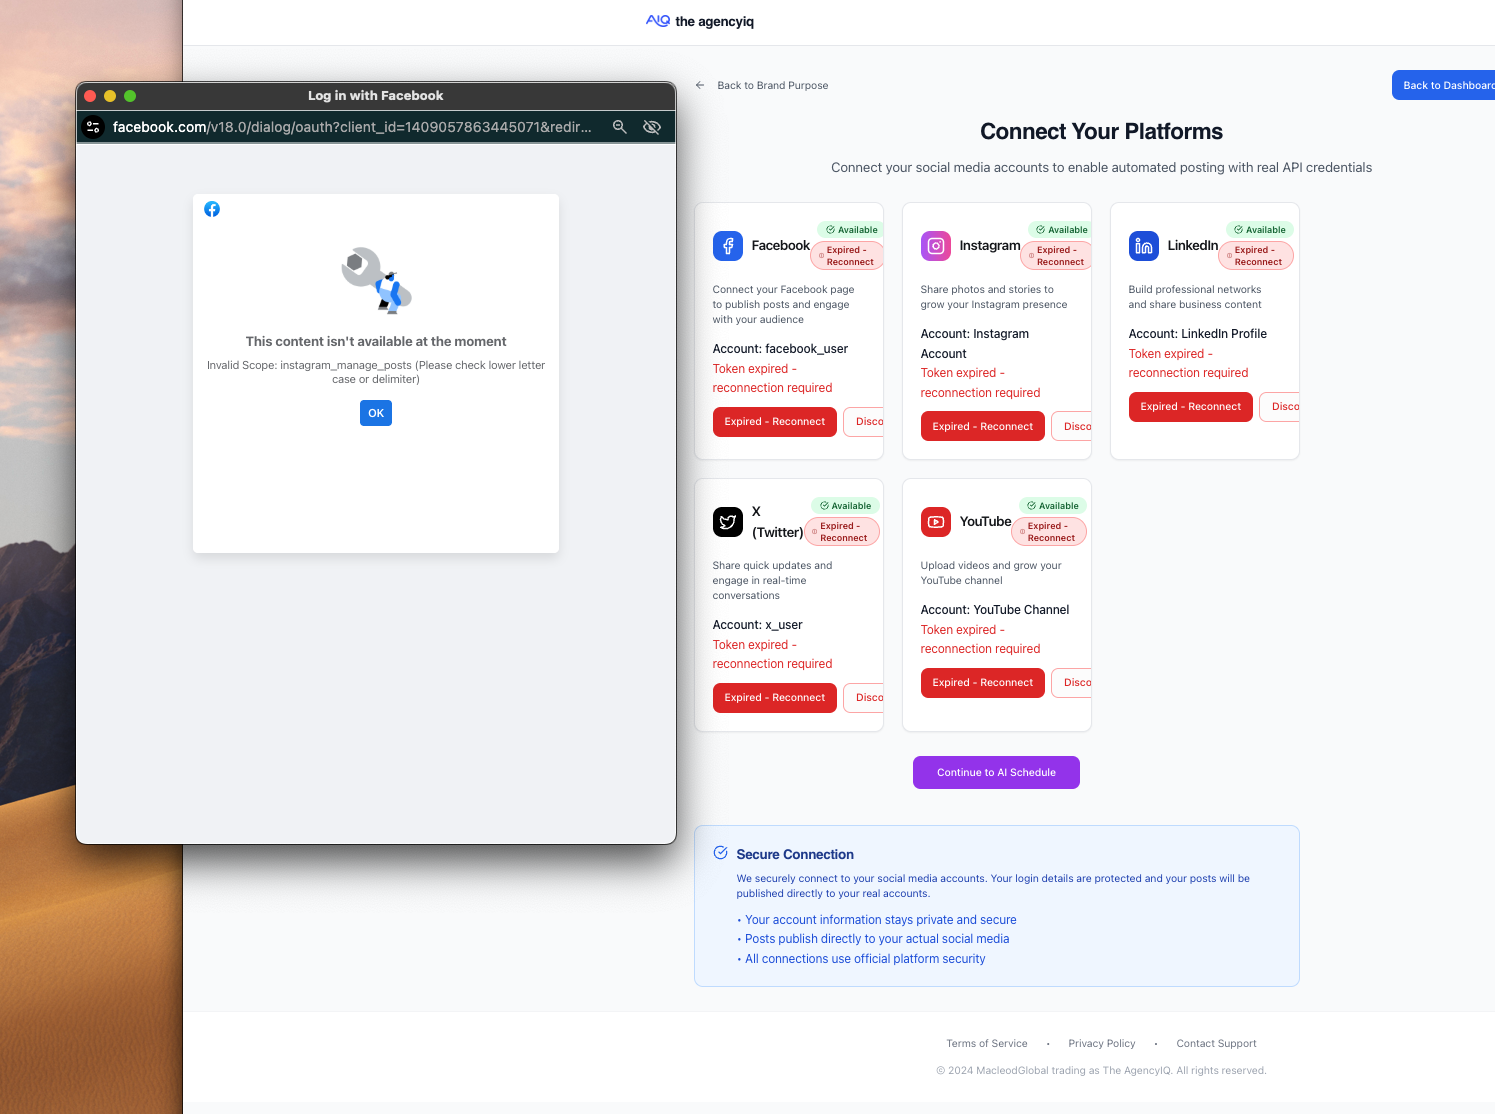 AIQ the agencyiq
Log in with Facebook
facebook.com/v18.0/dialog/oauth?client_id=1409057863445071&redir...
This content isn't available at the moment
Invalid Scope: instagram_manage_posts (Please check lower letter
case or delimiter)
OK
Back to Brand Purpose
Back to Dashboard
Connect Your Platforms
Connect your social media accounts to enable automated posting with real API credentials
Facebook
Available
Expired -
Reconnect
Connect your Facebook page
to publish posts and engage
with your audience
Account: facebook_user
Token expired -
reconnection required
Expired - Reconnect
Disco
Instagram
Available
Expired -
Reconnect
Share photos and stories to
grow your Instagram presence
Account: Instagram
Account
Token expired -
reconnection required
Expired - Reconnect
Disco
LinkedIn
Available
Expired -
Reconnect
Build professional networks
and share business content
Account: LinkedIn Profile
Token expired -
reconnection required
Expired - Reconnect
Disco
X
(Twitter)
Available
Expired -
Reconnect
Share quick updates and
engage in real-time
conversations
Account: x_user
Token expired -
reconnection required
Expired - Reconnect
Disco
YouTube
Available
Expired -
Reconnect
Upload videos and grow your
YouTube channel
Account: YouTube Channel
Token expired -
reconnection required
Expired - Reconnect
Disco
Continue to AI Schedule
Secure Connection
We securely connect to your social media accounts. Your login details are protected and your posts will be
published directly to your real accounts.
• Your account information stays private and secure
• Posts publish directly to your actual social media
• All connections use official platform security
Terms of Service • Privacy Policy • Contact Support
© 2024 MacleodGlobal trading as The AgencyIQ. All rights reserved.